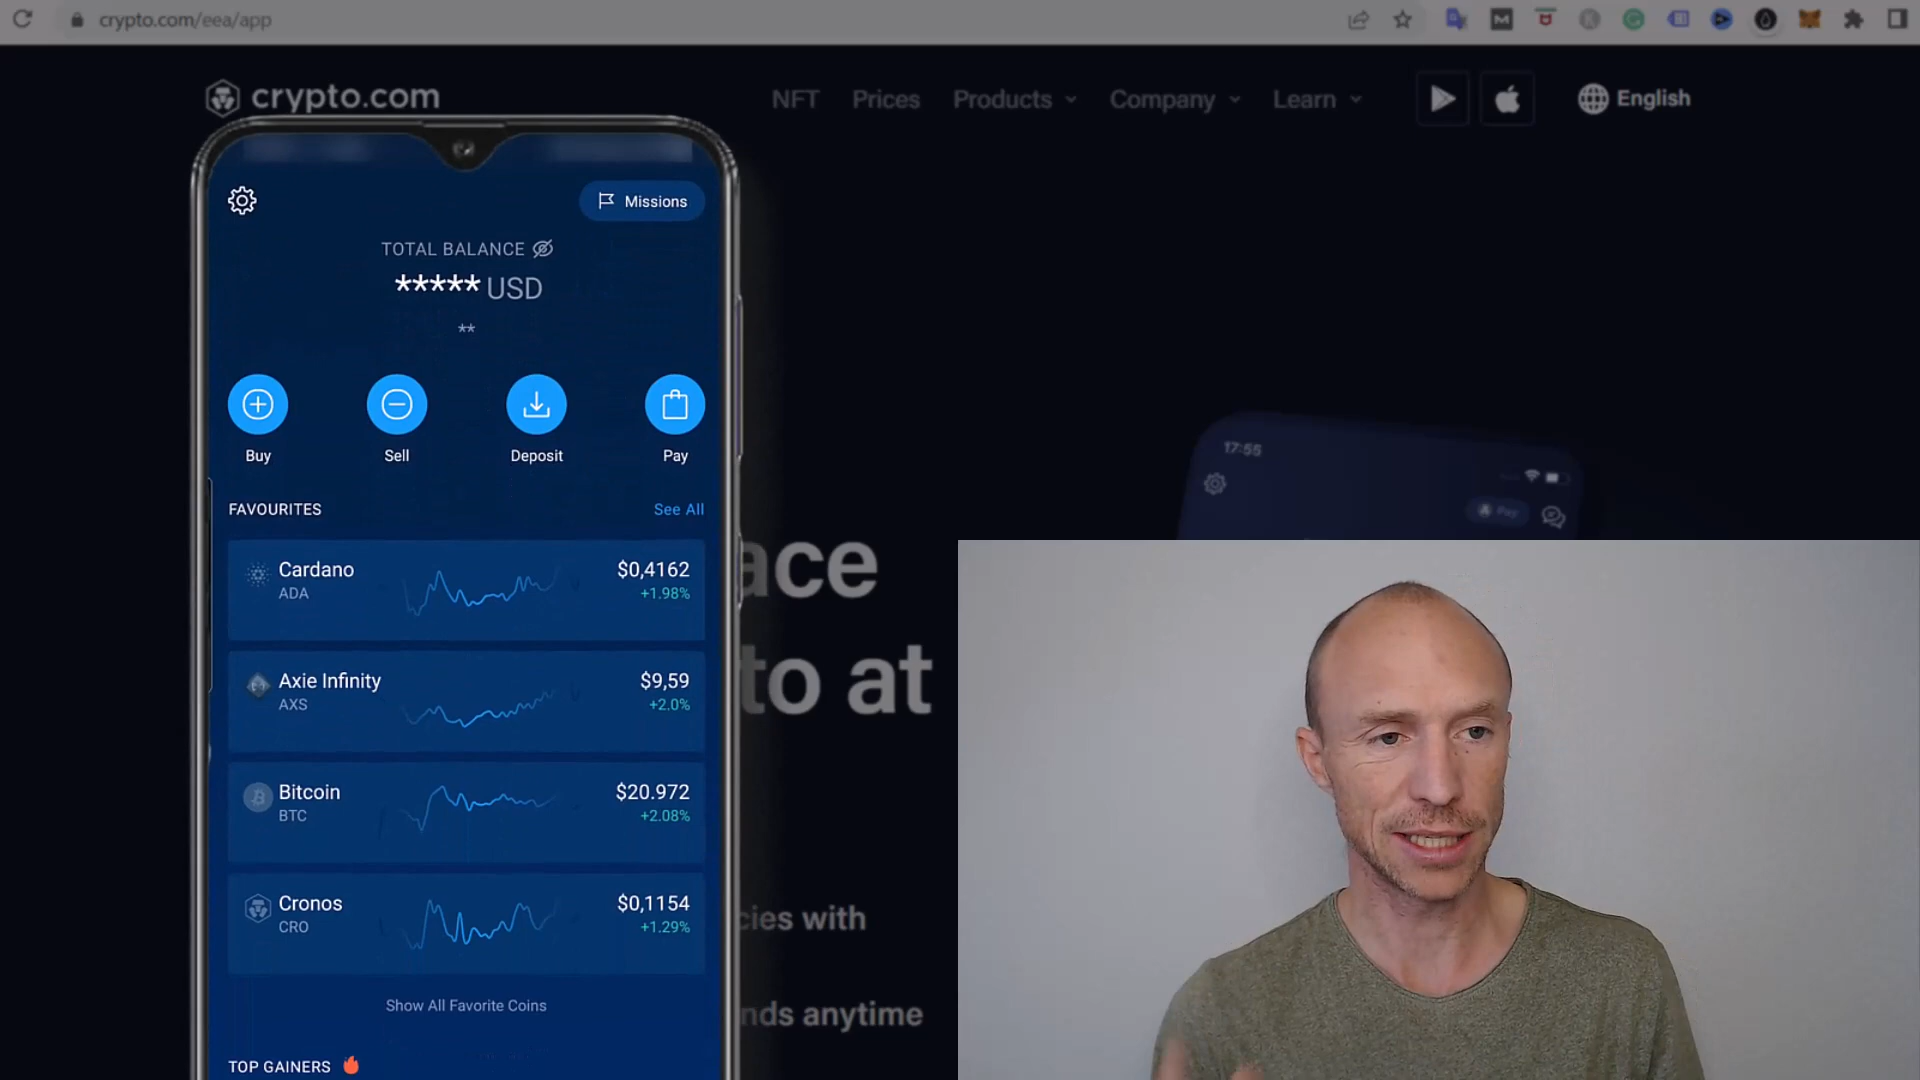 crypto.com/eea/app
crypto.com
NFT
Prices
Products
Company
Learn
English
Missions
TOTAL BALANCE
***** USD
**
Buy
Sell
Deposit
Pay
FAVOURITES
See All
Cardano
ADA
$0,4162
+1.98%
Axie Infinity
AXS
$9,59
+2.0%
Bitcoin
BTC
$20.972
+2.08%
Cronos
CRO
$0,1154
+1.29%
Show All Favorite Coins
TOP GAINERS
ace
to at
cies with
nds anytime
17:55
Pay